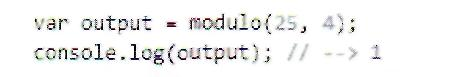 var output = modulo(25, 4);
console.log(output); // --> 1